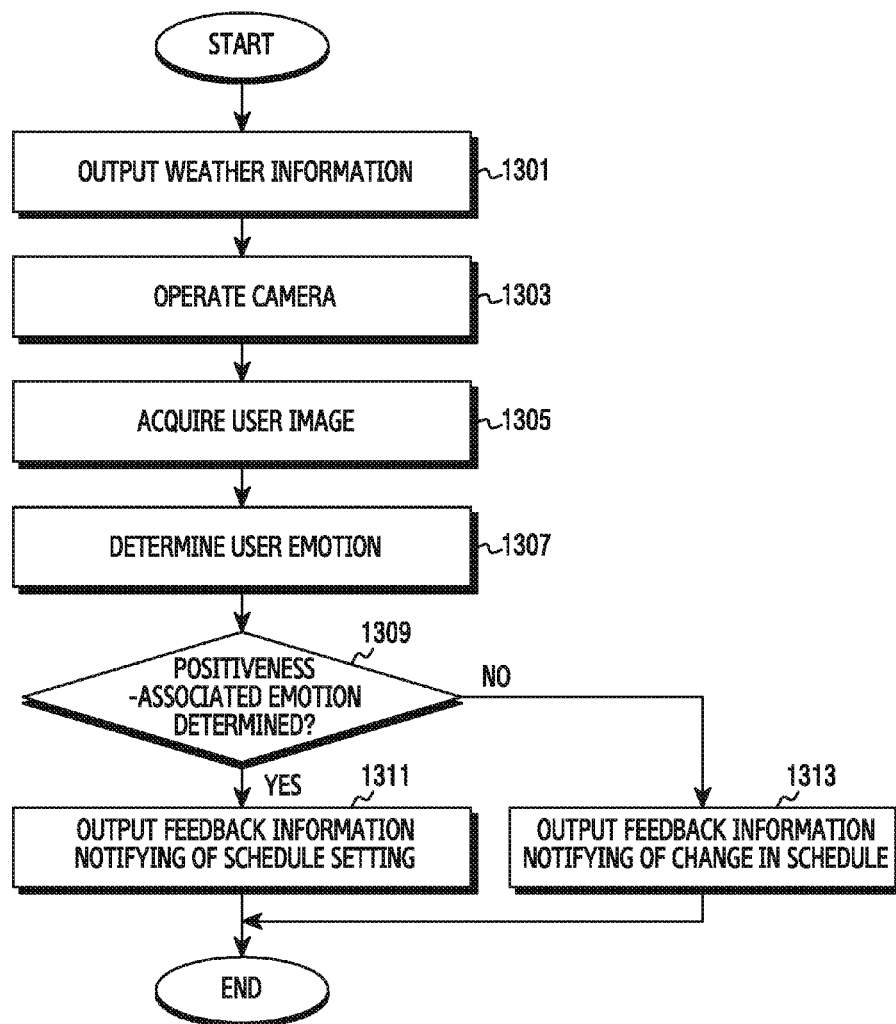 START
OUTPUT WEATHER INFORMATION
1301
OPERATE CAMERA
1303
ACQUIRE USER IMAGE
1305
DETERMINE USER EMOTION
1307
1309
POSITIVENESS
-ASSOCIATED EMOTION
DETERMINED?
NO
YES
1311
OUTPUT FEEDBACK INFORMATION
NOTIFYING OF SCHEDULE SETTING
1313
OUTPUT FEEDBACK INFORMATION
NOTIFYING OF CHANGE IN SCHEDULE
END